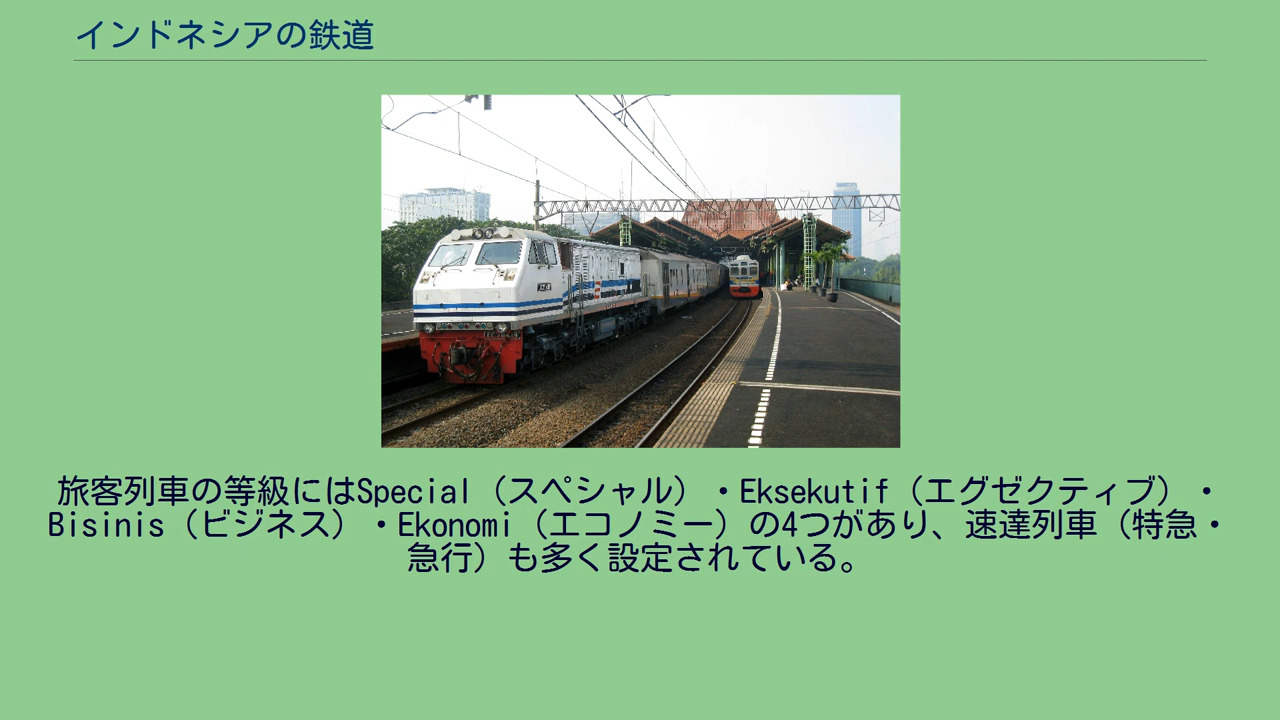 インドネシアの鉄道
旅客列車の等級にはSpecial（スペシャル）・Eksekutif（エグゼクティブ）・
Bisinis（ビジネス）・Ekonomi（エコノミー）の4つがあり、速達列車（特急・
急行）も多く設定されている。